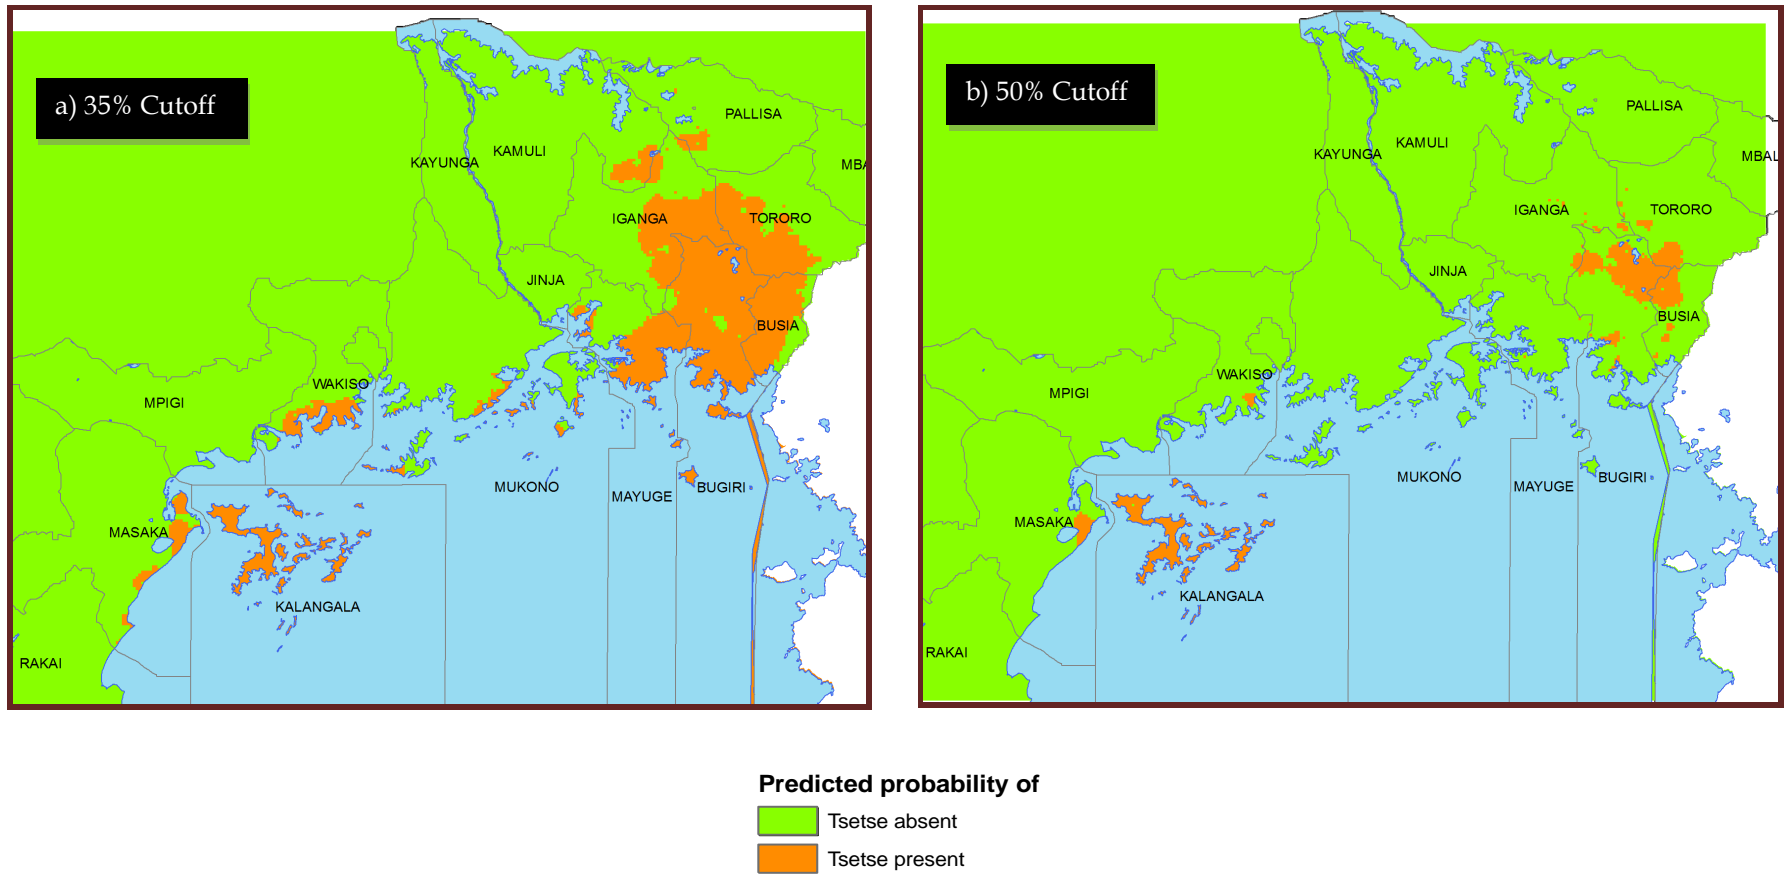 a) 35% Cutoff
PALLISA
KAMULI
KAYUNGA
MBA
IGANGA
TORORO
JINJA
BUSIA
WAKISO
MPIGI
MUKONO
MAYUGE
BUGIRI
MASAKA
KALANGALA
RAKAI
b) 50% Cutoff
PALLISA
KAMULI
KAYUNGA
MBAL
IGANGA
TORORO
JINJA
BUSIA
WAKISO
MPIGI
MUKONO
MAYUGE
BUGIRI
MASAKA
KALANGALA
RAKAI
Predicted probability of
Tsetse absent
Tsetse present